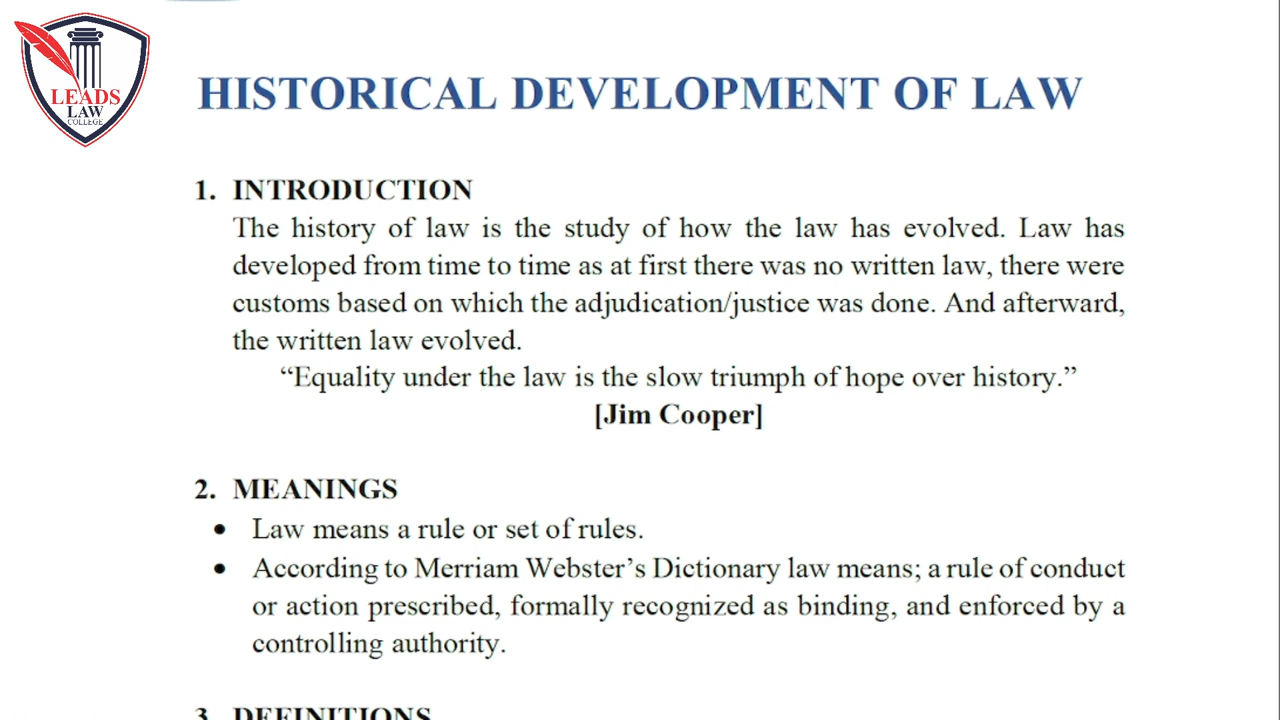 LEADS
LAW
COLLEGE
HISTORICAL DEVELOPMENT OF LAW
1. INTRODUCTION
The history of law is the study of how the law has evolved. Law has
developed from time to time as at first there was no written law, there were
customs based on which the adjudication/justice was done. And afterward,
the written law evolved.
“Equality under the law is the slow triumph of hope over history.”
[Jim Cooper]
2. MEANINGS
• Law means a rule or set of rules.
• According to Merriam Webster’s Dictionary law means; a rule of conduct
or action prescribed, formally recognized as binding, and enforced by a
controlling authority.
3. DEFINITIONS